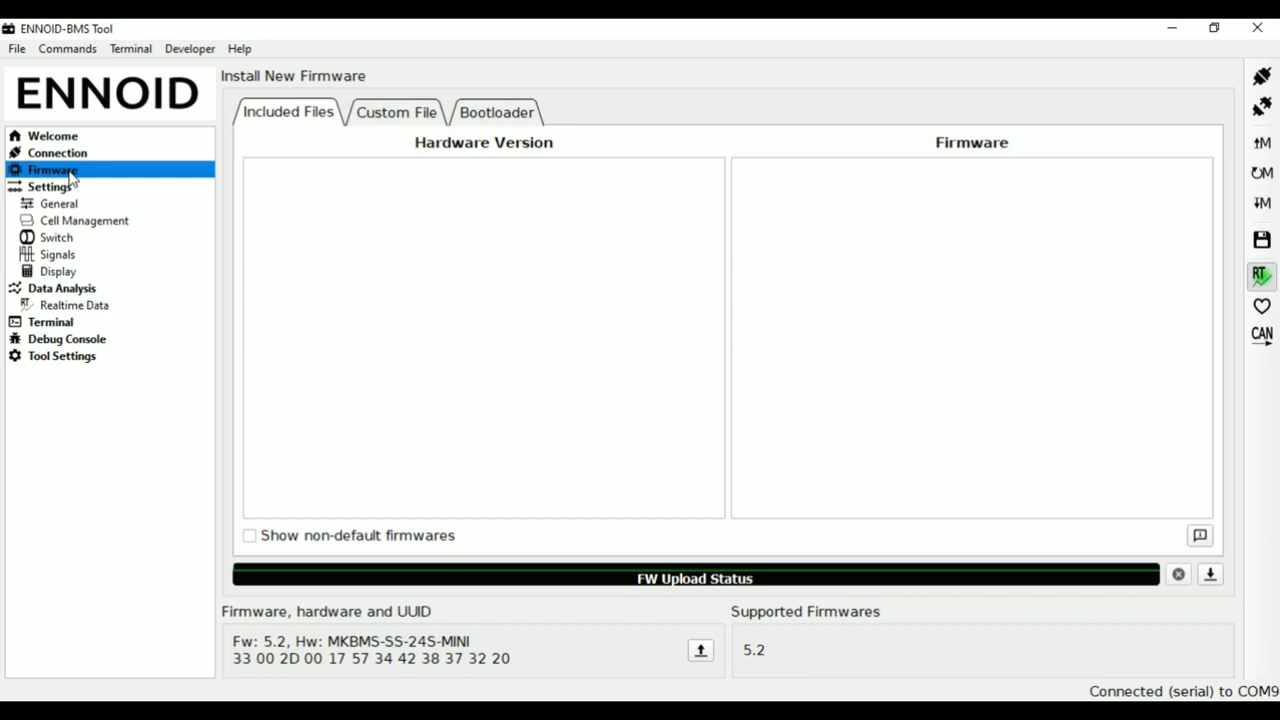 ENNOID-BMS Tool
File Commands Terminal Developer Help
ENNOID
Welcome
Connection
Firmware
Settings
General
Cell Management
Switch
Signals
Display
Data Analysis
RT Realtime Data
Terminal
Debug Console
Tool Settings
Install New Firmware
Included Files Custom File Bootloader
Hardware Version Firmware
Show non-default firmwares
FW Upload Status
Firmware, hardware and UUID
Fw: 5.2, Hw: MKBMS-SS-24S-MINI
33 00 2D 00 17 57 34 42 38 37 32 20
Supported Firmwares
5.2
↑M
↻M
↓M
RT
CAN
Connected (serial) to COM9